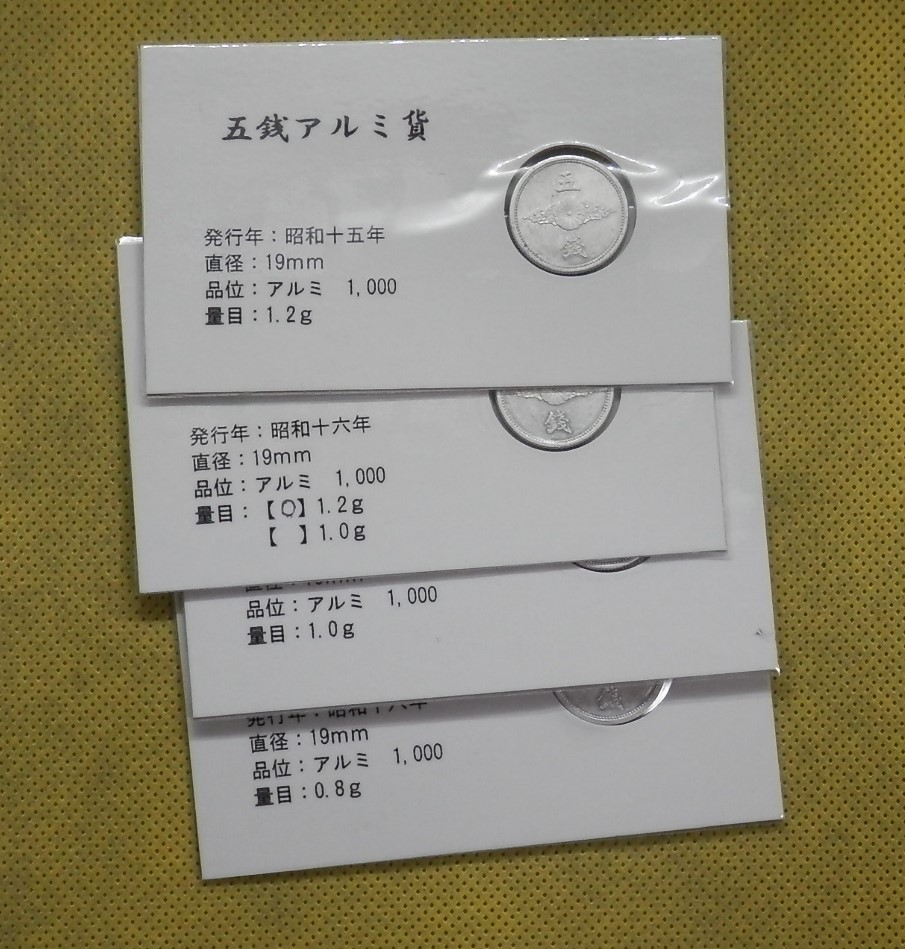 五銭アルミ貨
五
銭
発行年：昭和十五年
直径：19mm
品位：アルミ　1,000
量目：1.2g
銭
発行年：昭和十六年
直径：19mm
品位：アルミ　1,000
量目：【○】1.2g
【　】1.0g
品位：アルミ　1,000
量目：1.0g
銭
直径：19mm
品位：アルミ　1,000
量目：0.8g